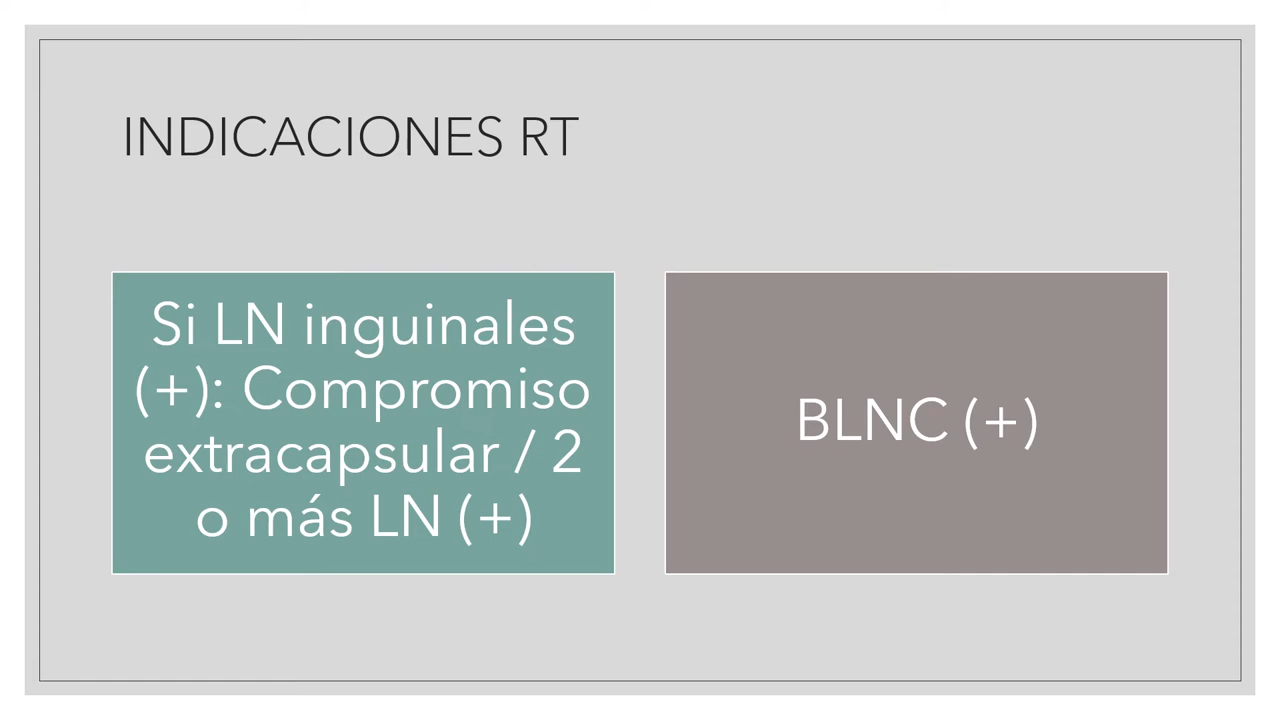 INDICACIONES RT
Si LN inguinales
(+): Compromiso
extracapsular / 2
o más LN (+)
BLNC (+)